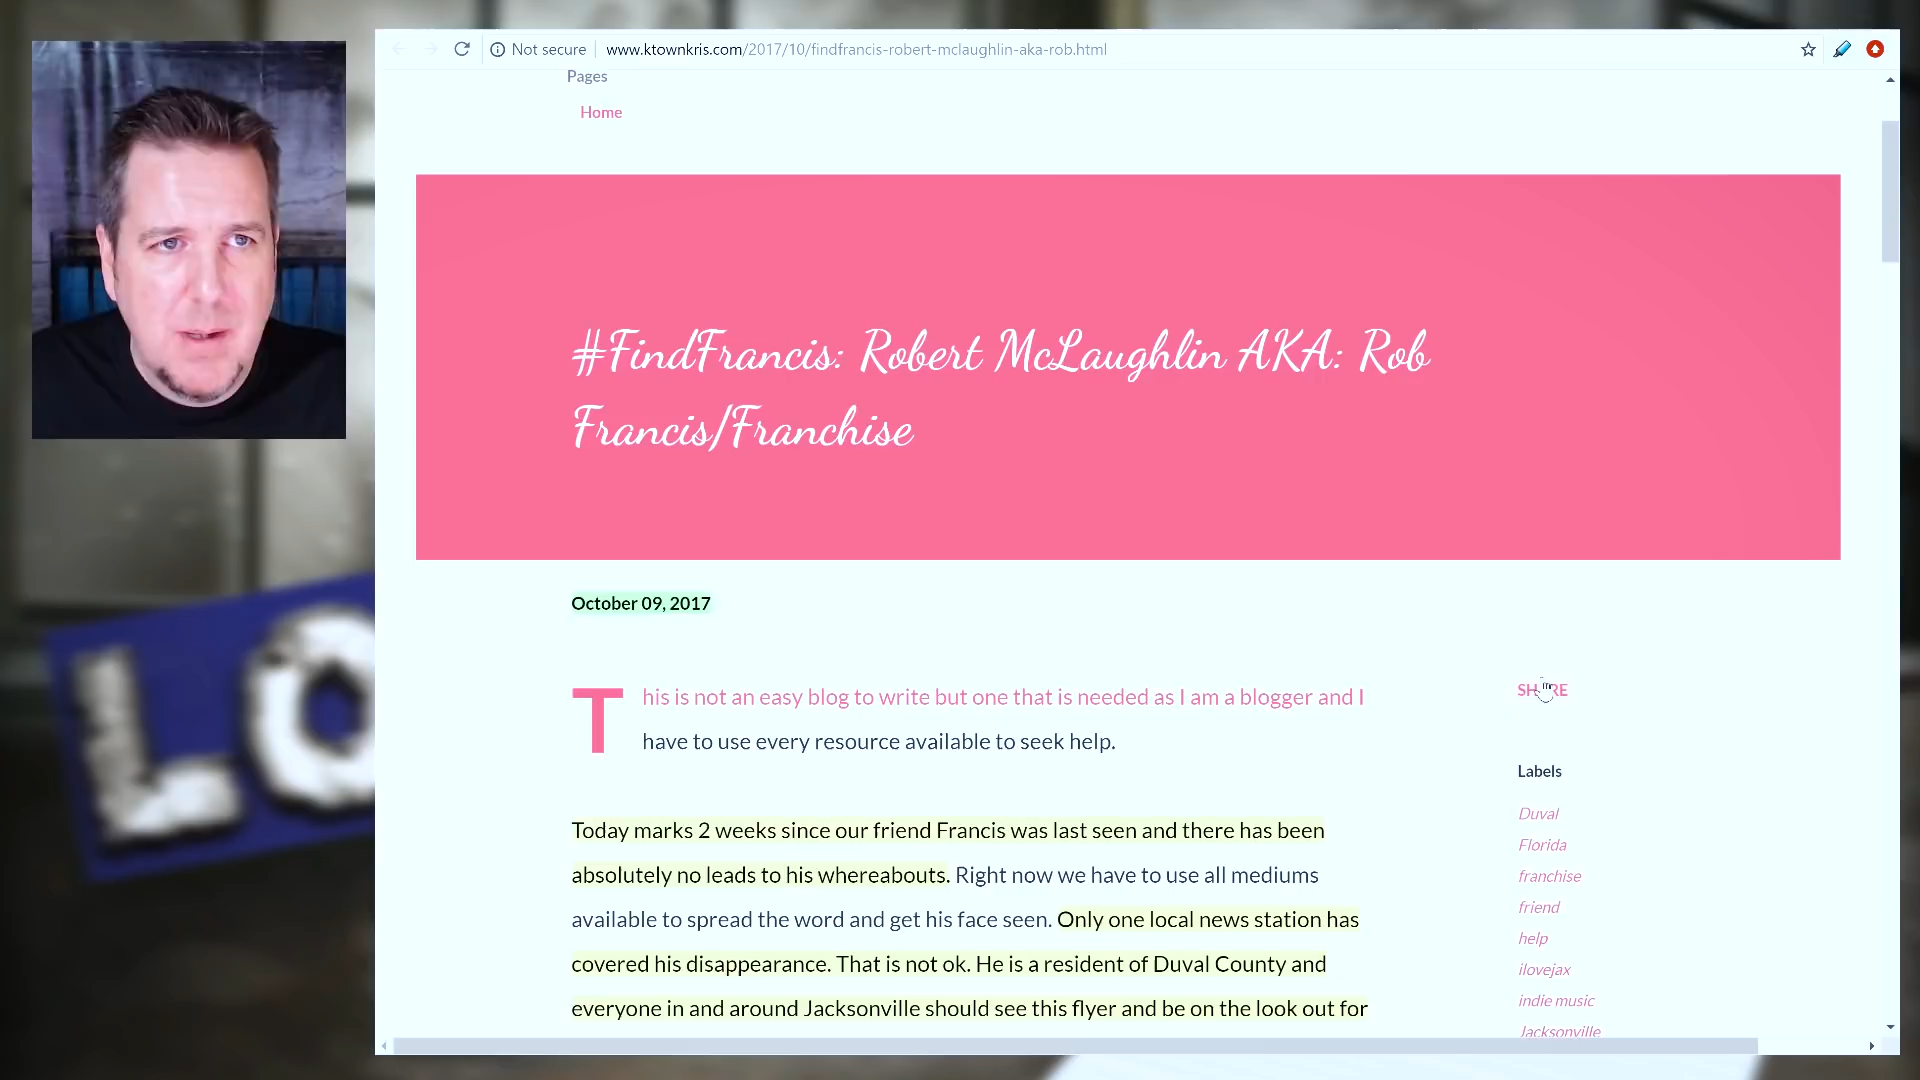 Not secure www.ktownkris.com/2017/10/findfrancis-robert-mclaughlin-aka-rob.html
Pages
Home
#FindFrancis: Robert McLaughlin AKA: Rob
Francis/Franchise
October 09, 2017
This is not an easy blog to write but one that is needed as I am a blogger and I
have to use every resource available to seek help.
SHARE
Labels
Today marks 2 weeks since our friend Francis was last seen and there has been
absolutely no leads to his whereabouts. Right now we have to use all mediums
available to spread the word and get his face seen. Only one local news station has
covered his disappearance. That is not ok. He is a resident of Duval County and
everyone in and around Jacksonville should see this flyer and be on the look out for
Duval
Florida
franchise
friend
help
ilovejax
indie music
Jacksonville
LO